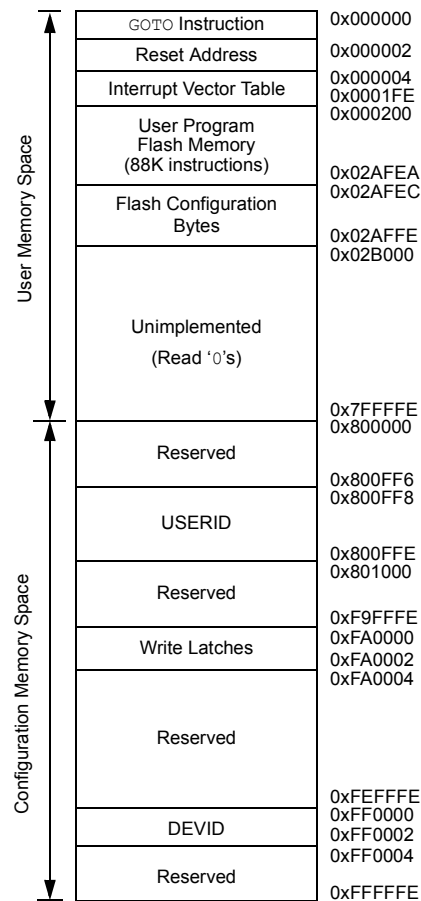 GOTO Instruction
0x000000
Reset Address
0x000002
Interrupt Vector Table
0x000004
0x0001FE
User Program
Flash Memory
(88K instructions)
0x000200
0x02AFEA
Flash Configuration
Bytes
0x02AFEC
0x02AFFE
Unimplemented
(Read ‘0’s)
0x02B000
0x7FFFFE
User Memory Space
Reserved
0x800000
0x800FF6
USERID
0x800FF8
0x800FFE
Reserved
0x801000
0xF9FFFE
Write Latches
0xFA0000
0xFA0002
Reserved
0xFA0004
0xFEFFFE
DEVID
0xFF0000
0xFF0002
Reserved
0xFF0004
0xFFFFFE
Configuration Memory Space